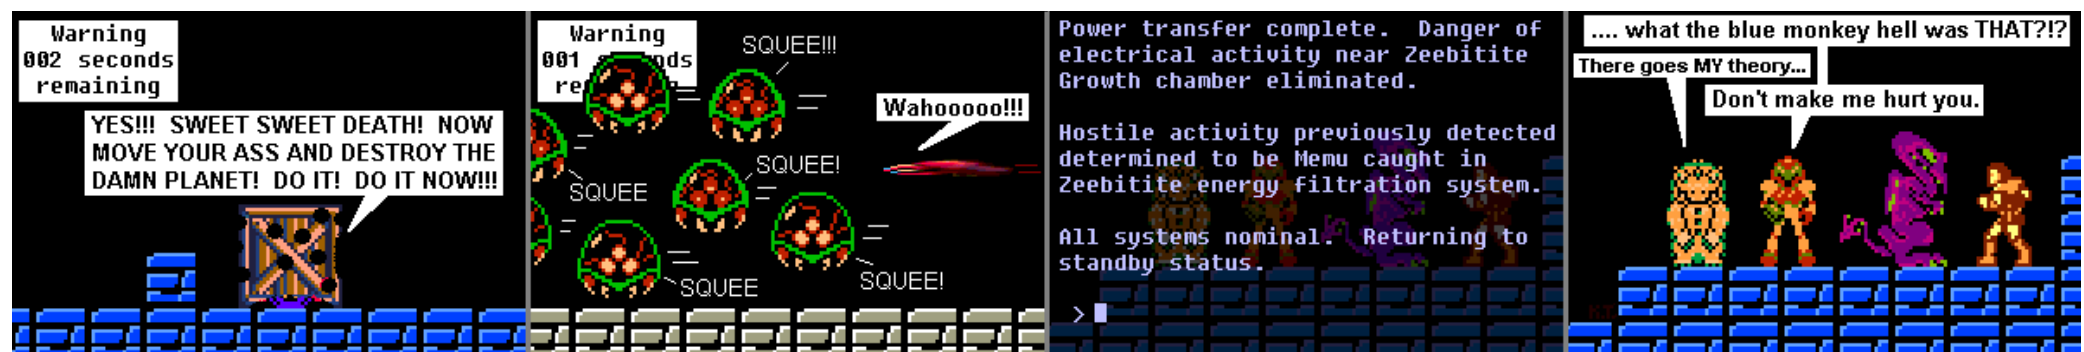 Warning
002 seconds
remaining
YES!!! SWEET SWEET DEATH! NOW
MOVE YOUR ASS AND DESTROY THE
DAMN PLANET! DO IT! DO IT NOW!!!
Warning
001
SQUEE!!!
Wahooooo!!!
SQUEE!
SQUEE
SQUEE
SQUEE!
Power transfer complete. Danger of
electrical activity near Zeebitite
Growth chamber eliminated.
Hostile activity previously detected
determined to be Memu caught in
Zeebitite energy filtration system.
All systems nominal. Returning to
standby status.
>
.... what the blue monkey hell was THAT?!?
There goes MY theory...
Don't make me hurt you.